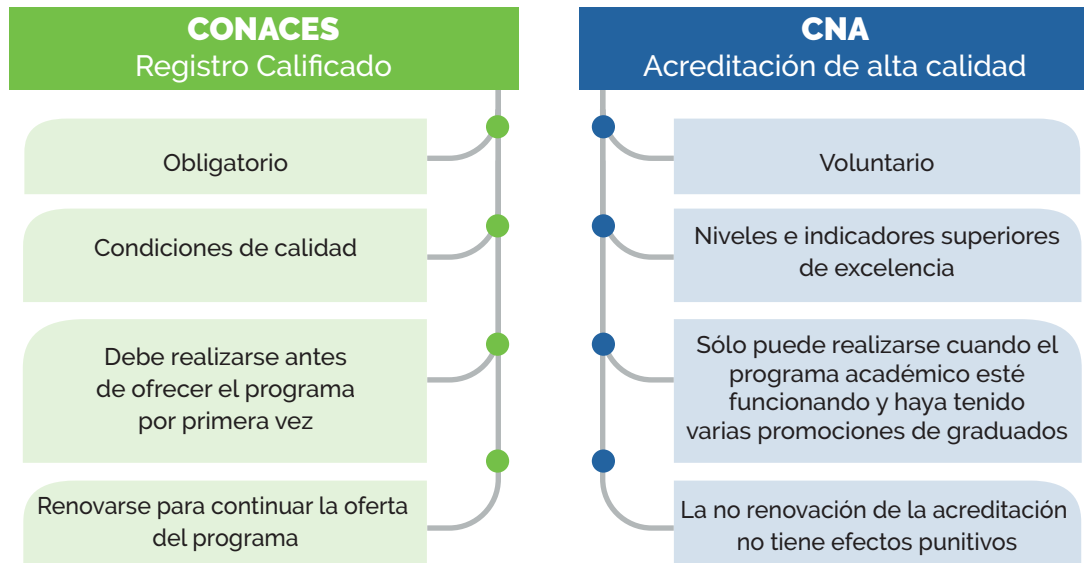 CONACES
Registro Calificado
Obligatorio
Condiciones de calidad
Debe realizarse antes
de ofrecer el programa
por primera vez
Renovarse para continuar la oferta
del programa
CNA
Acreditación de alta calidad
Voluntario
Niveles e indicadores superiores
de excelencia
Sólo puede realizarse cuando el
programa académico esté
funcionando y haya tenido
varias promociones de graduados
La no renovación de la acreditación
no tiene efectos punitivos